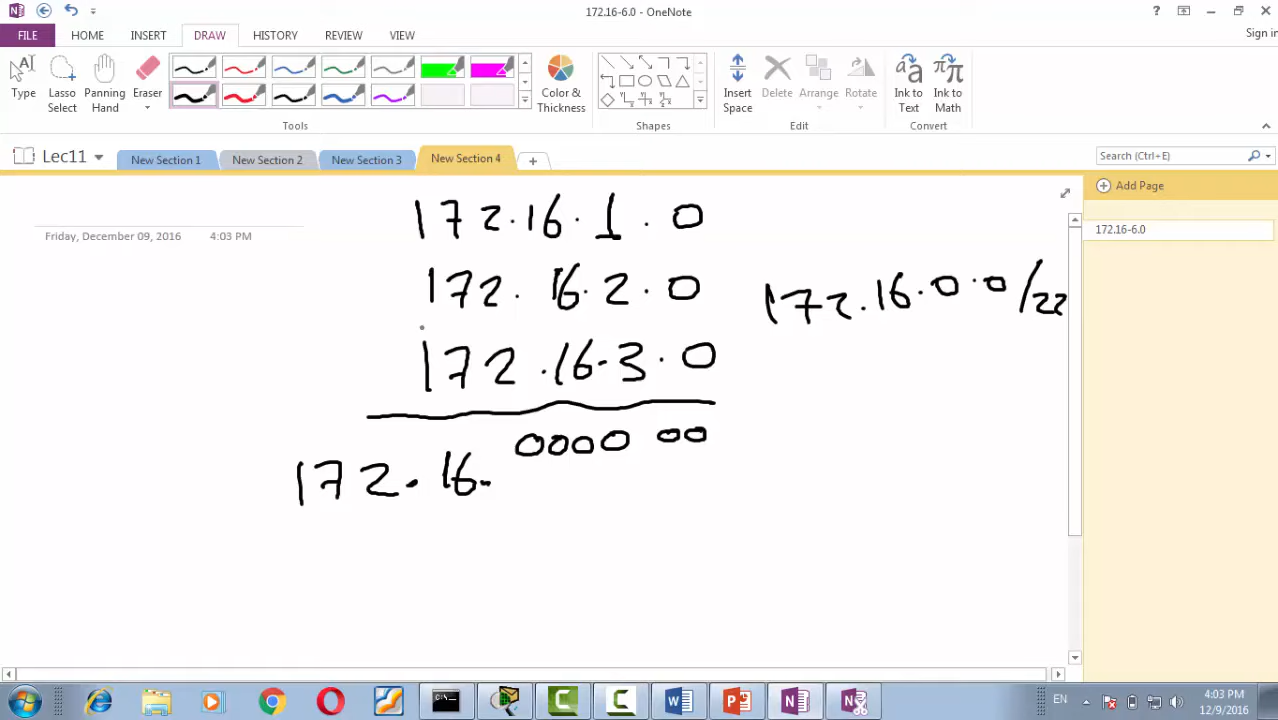 172.16-6.0 - OneNote
Sign in
FILE HOME INSERT DRAW HISTORY REVIEW VIEW
Type Lasso Select Panning Hand Eraser Color & Thickness Insert Space Delete Arrange Rotate Ink to Text Ink to Math
Tools Shapes Edit Convert
Lec11 New Section 1 New Section 2 New Section 3 New Section 4
Search (Ctrl+E)
Add Page
172.16-6.0
Friday, December 09, 2016 4:03 PM
172.16.1.0
172.16.2.0
172.16.0.0/22
172.16.3.0
0000 00
172.16.
EN
4:03 PM
12/9/2016